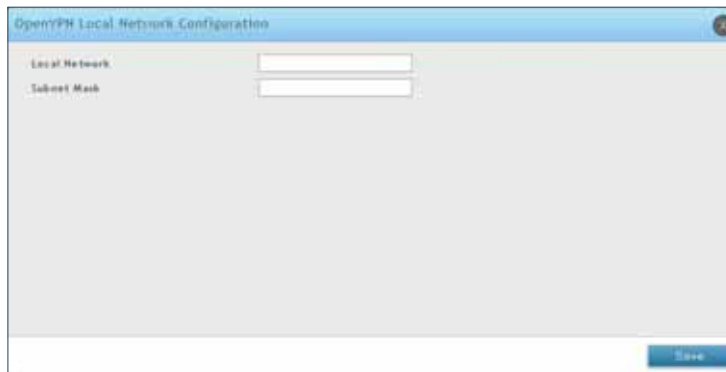 OpenVPN Local Network Configuration
Local Network
Subnet Mask
Save